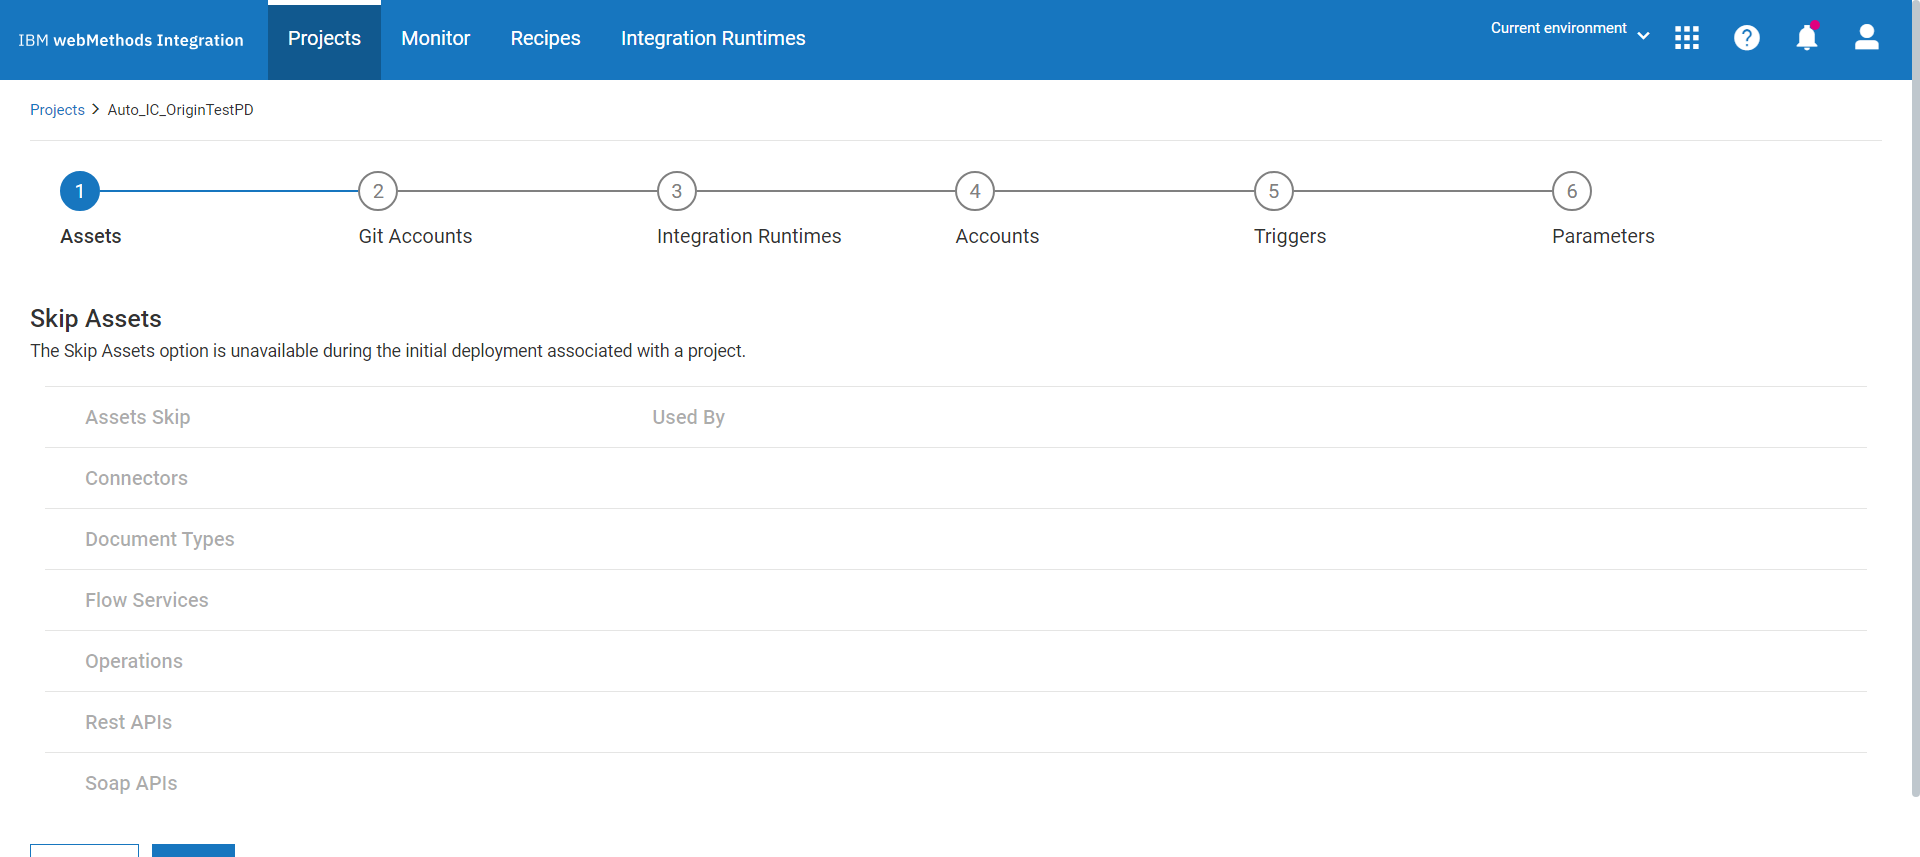 IBM webMethods Integration
Projects
Monitor
Recipes
Integration Runtimes
Current environment
?
Projects > Auto_IC_OriginTestPD
1
2
3
4
5
6
Assets
Git Accounts
Integration Runtimes
Accounts
Triggers
Parameters
Skip Assets
The Skip Assets option is unavailable during the initial deployment associated with a project.
Assets Skip
Used By
Connectors
Document Types
Flow Services
Operations
Rest APIs
Soap APIs